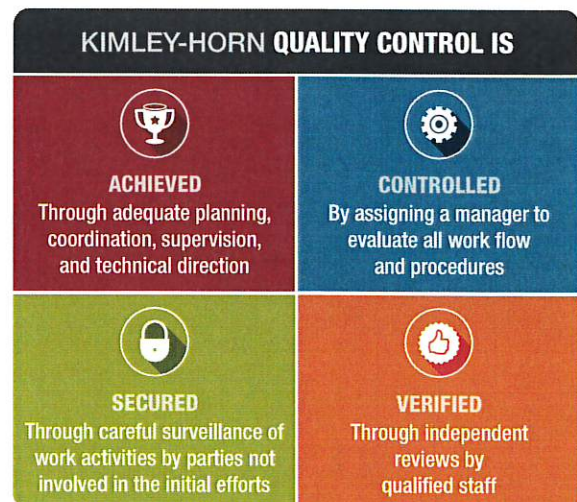 KIMLEY-HORN QUALITY CONTROL IS
ACHIEVED
Through adequate planning,
coordination, supervision,
and technical direction
CONTROLLED
By assigning a manager to
evaluate all work flow
and procedures
SECURED
Through careful surveillance of
work activities by parties not
involved in the initial efforts
VERIFIED
Through independent
reviews by
qualified staff